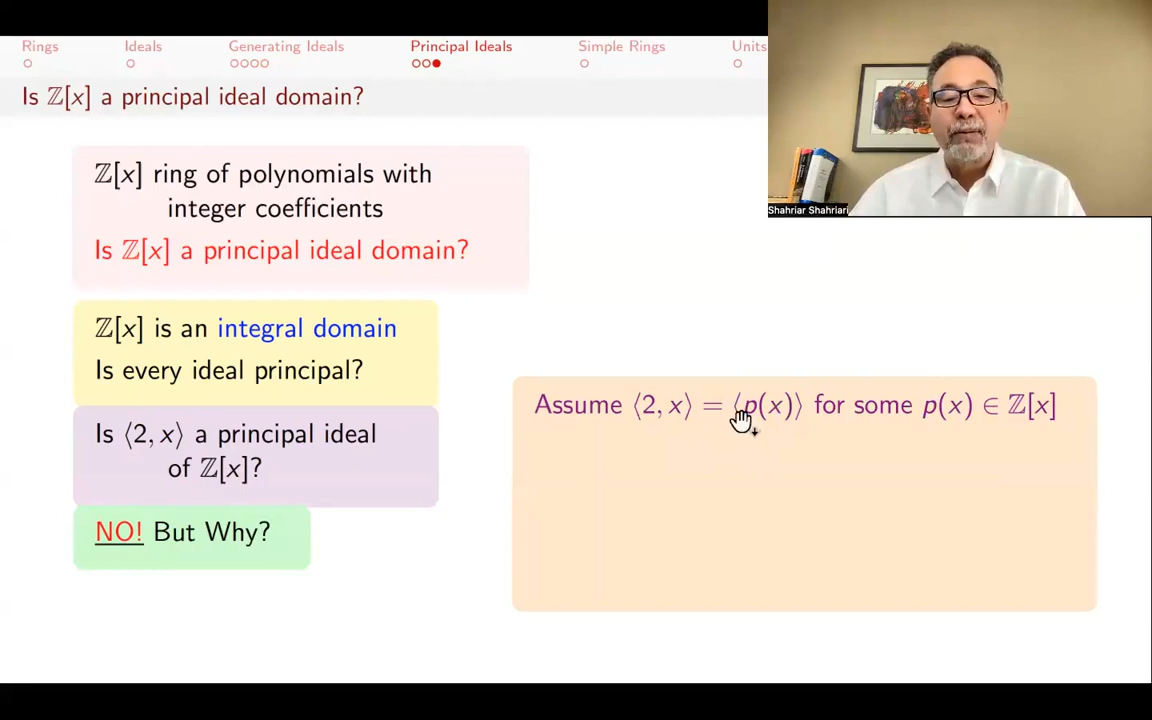 Rings Ideals Generating Ideals Principal Ideals Simple Rings Units
Is ℤ[x] a principal ideal domain?
Shahriar Shahriari
ℤ[x] ring of polynomials with
integer coefficients
Is ℤ[x] a principal ideal domain?
ℤ[x] is an integral domain
Is every ideal principal?
Is ⟨2, x⟩ a principal ideal
of ℤ[x]?
NO! But Why?
Assume ⟨2, x⟩ = ⟨p(x)⟩ for some p(x) ∈ ℤ[x]